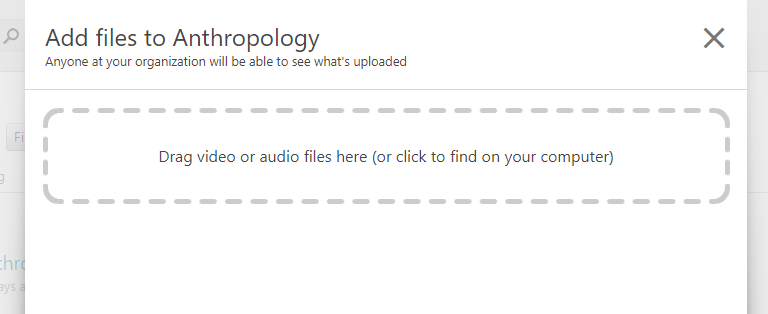 Add files to Anthropology
Anyone at your organization will be able to see what's uploaded
Drag video or audio files here (or click to find on your computer)